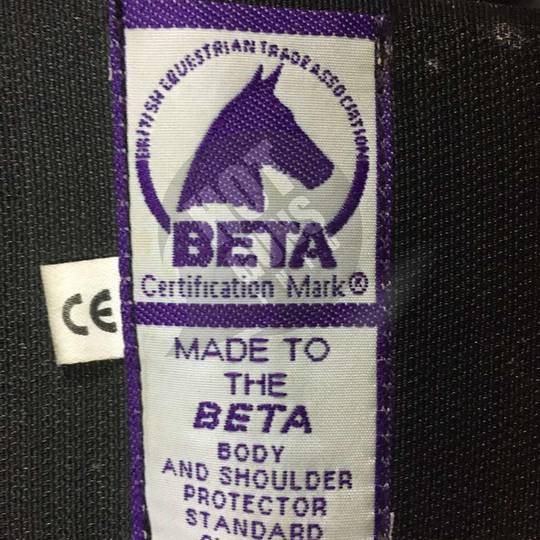 BRITISH EQUESTRIAN TRADE ASSOCIATION
BETA
Certification Mark®
CE
MADE TO
THE
BETA
BODY
AND SHOULDER
PROTECTOR
STANDARD